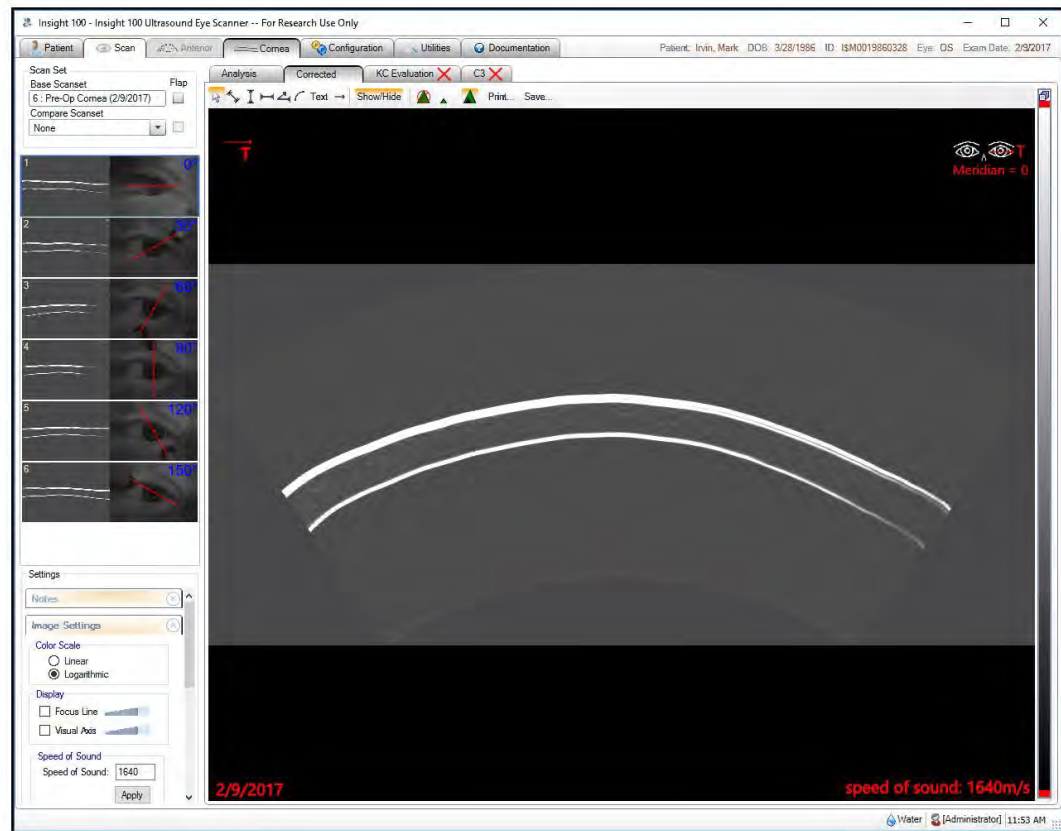 Insight 100 - Insight 100 Ultrasound Eye Scanner -- For Research Use Only
Patient Scan Anterior Cornea Configuration Utilities Documentation
Patient: Irvin, Mark DOB: 3/28/1986 ID: I$M0019860328 Eye: OS Exam Date: 2/9/2017
Scan Set
Base Scanset Flap
6 : Pre-Op Cornea (2/9/2017)
Compare Scanset
None
Analysis Corrected KC Evaluation C3
Text Show/Hide Print... Save...
T
T
Meridian = 0
1 0°
2
3 60°
4
5 120°
6 150°
Settings
Notes
Image Settings
Color Scale
Linear
Logarithmic
Display
Focus Line
Visual Axis
Speed of Sound
Speed of Sound: 1640
Apply
2/9/2017
speed of sound: 1640m/s
Water [Administrator] 11:53 AM